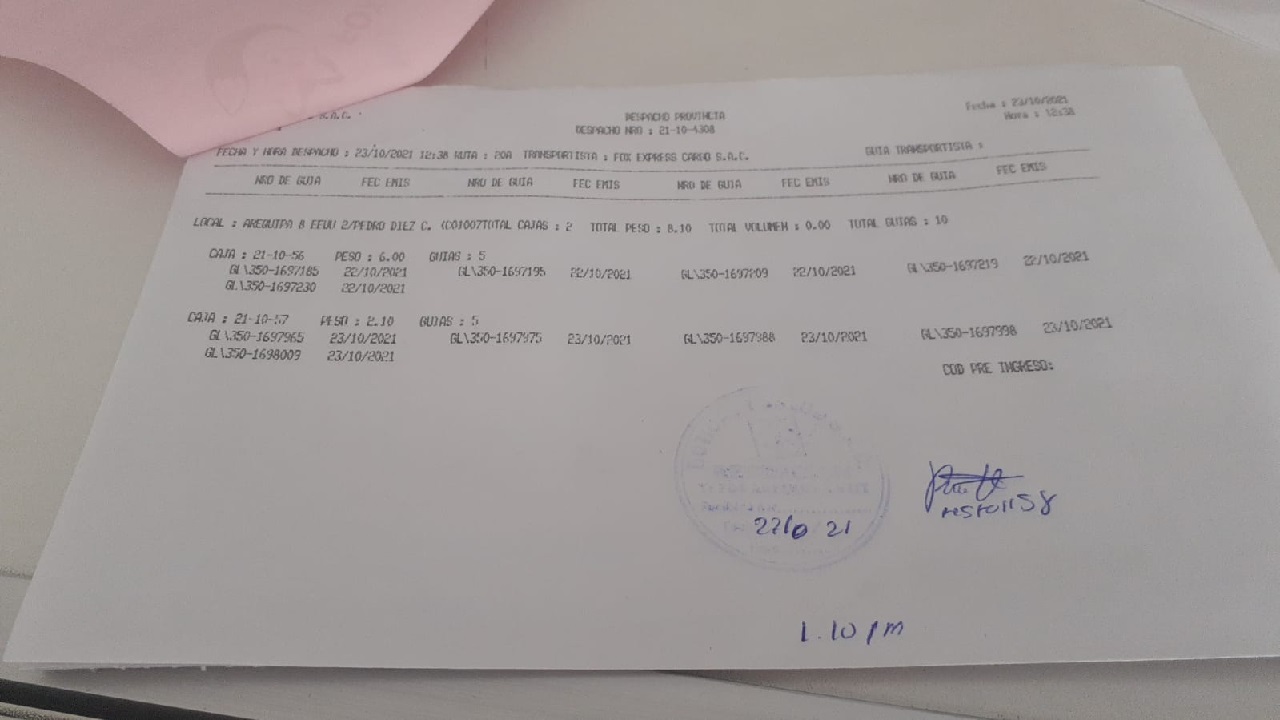 S.A.C.
DESPACHO PROVINCIA
Fecha : 23/10/2021
DESPACHO NRO : 21-10-4308
Hora : 12:38
FECHA Y HORA DESPACHO : 23/10/2021 12:38 RUTA : 20A TRANSPORTISTA : FOX EXPRESS CARGO S.A.C. GUIA TRANSPORTISTA :
NRO DE GUIA FEC EMIS NRO DE GUIA FEC EMIS NRO DE GUIA FEC EMIS NRO DE GUIA FEC EMIS
LOCAL : AREQUIPA 8 EEUU 2/PEDRO DIEZ C. (CO1007TOTAL CAJAS : 2 TOTAL PESO : 8.10 TOTAL VOLUMEN : 0.00 TOTAL GUIAS : 10
CAJA : 21-10-56 PESO : 6.00 GUIAS : 5
GL\350-1697185 22/10/2021 GL\350-1697195 22/10/2021 GL\350-1697209 22/10/2021 GL\350-1697219 22/10/2021
GL\350-1697230 22/10/2021
CAJA : 21-10-57 PESO : 2.10 GUIAS : 5
GL\350-1697965 23/10/2021 GL\350-1697975 23/10/2021 GL\350-1697988 23/10/2021 GL\350-1697998 23/10/2021
GL\350-1698009 23/10/2021
COD PRE INGRESO:
21
1.10 pm